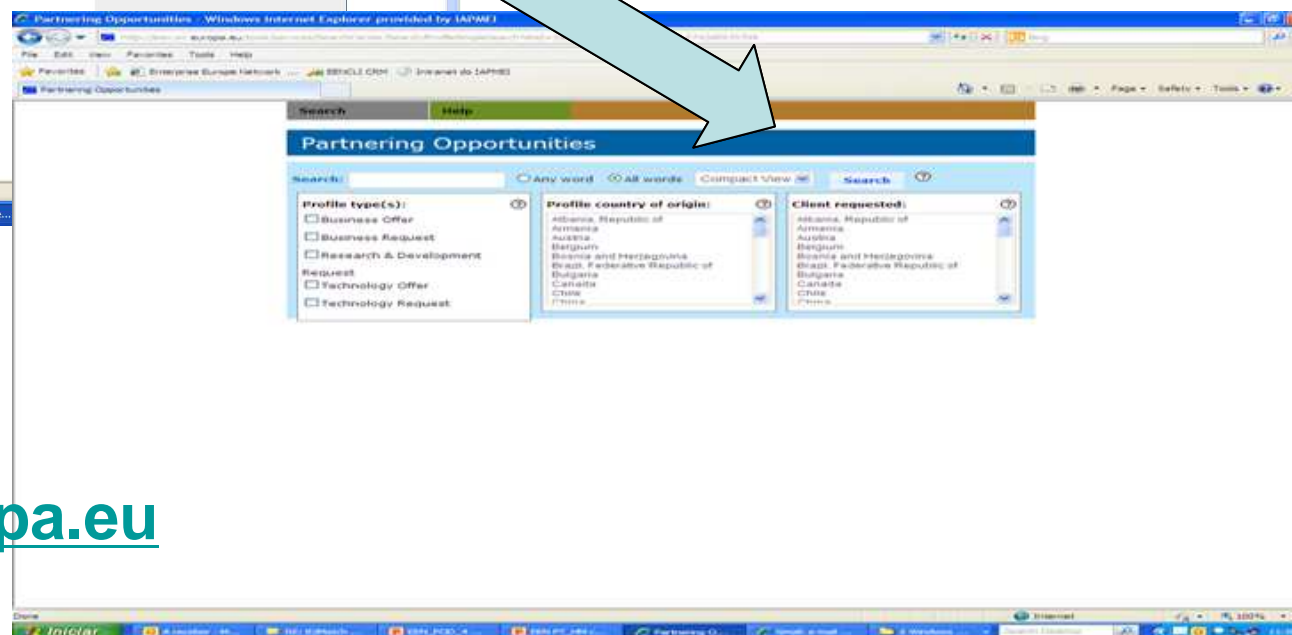 Partnering Opportunities - Windows Internet Explorer provided by IAPMEI
File Edit View Favorites Tools Help
Favorites Enterprise Europe Network ... Intranet do IAPMEI
Partnering Opportunities Page Safety Tools
Search Help
Partnering Opportunities
Search: Any word All words Compact View Search
Profile type(s):
Business Offer
Business Request
Research & Development
Request
Technology Offer
Technology Request
Profile country of origin:
Albania, Republic of
Armenia
Austria
Belgium
Bosnia and Herzegovina
Brazil, Federative Republic of
Bulgaria
Canada
Chile
China
Client requested:
Albania, Republic of
Armenia
Austria
Belgium
Bosnia and Herzegovina
Brazil, Federative Republic of
Bulgaria
Canada
Chile
China
pa.eu
Done Internet 100%
Iniciar